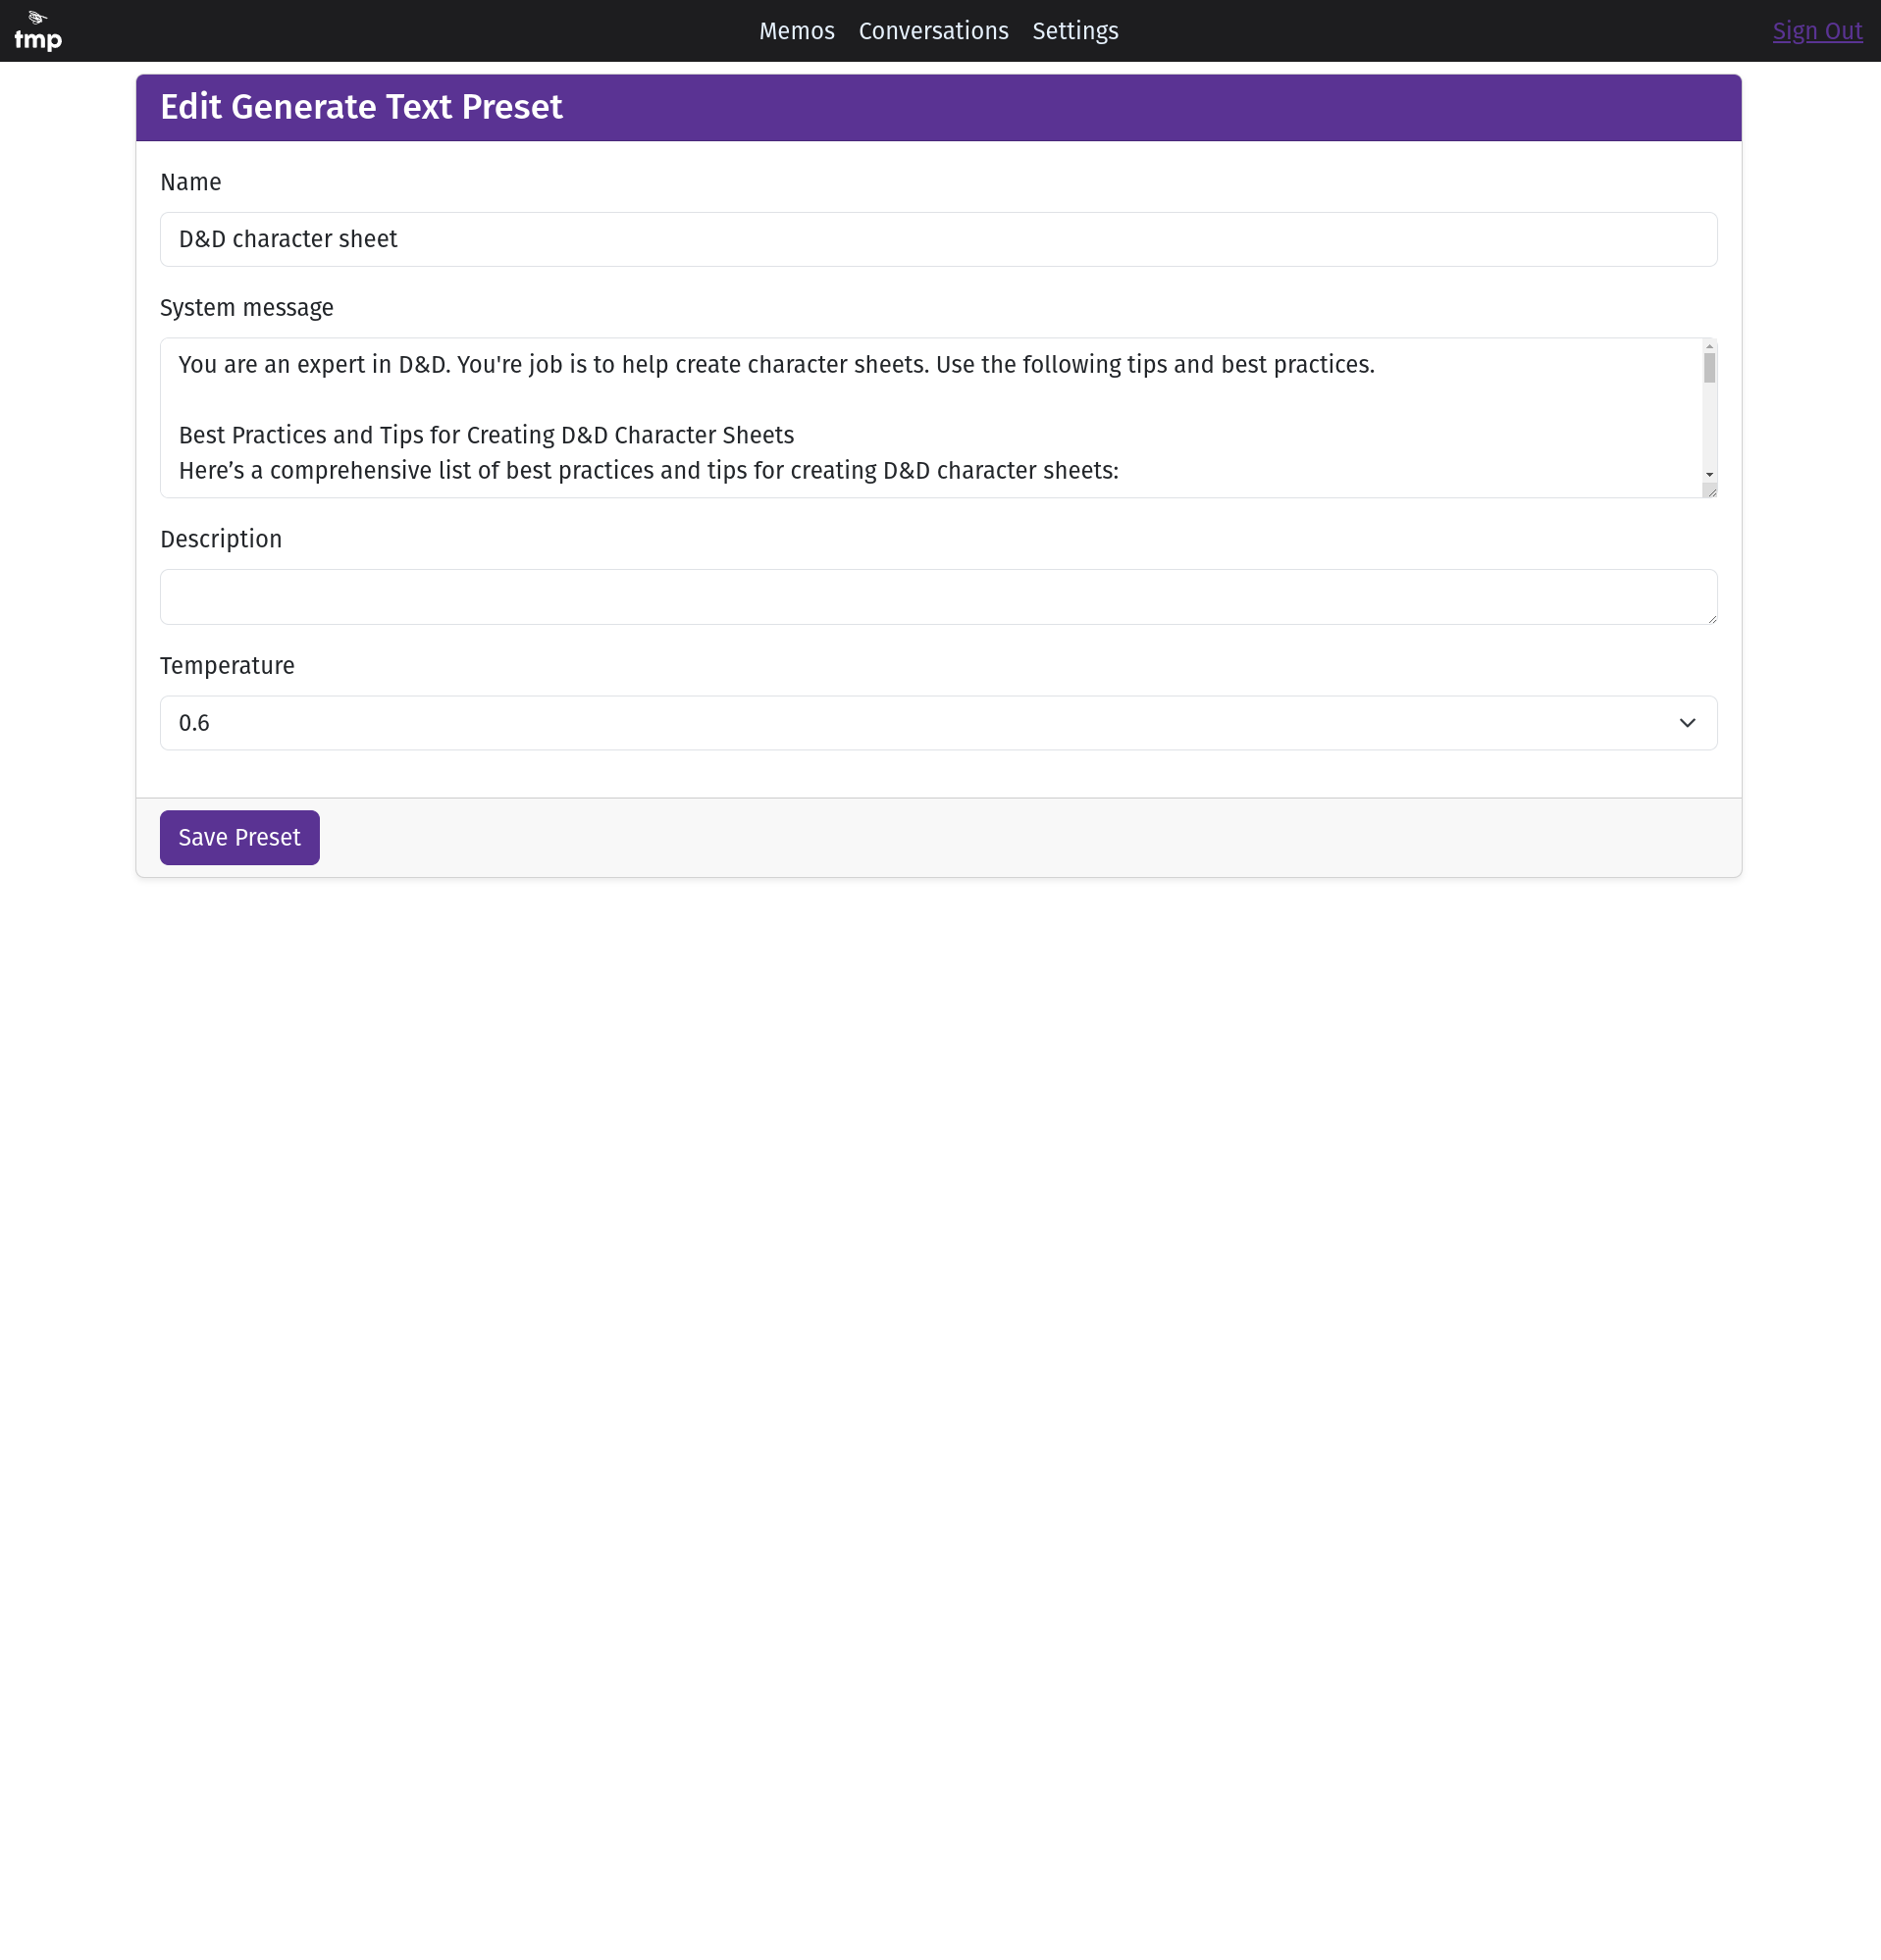 tmp
Memos Conversations Settings Sign Out
Edit Generate Text Preset
Name
D&D character sheet
System message
You are an expert in D&D. You're job is to help create character sheets. Use the following tips and best practices.
Best Practices and Tips for Creating D&D Character Sheets
Here’s a comprehensive list of best practices and tips for creating D&D character sheets:
Description
Temperature
0.6
Save Preset